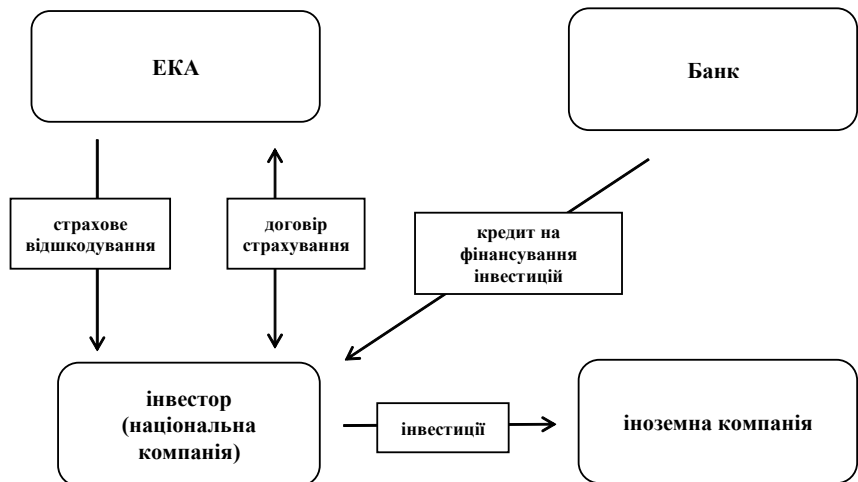 ЕКА
Банк
страхове
відшкодування
договір
страхування
кредит на
фінансування
інвестицій
інвестор
(національна
компанія)
інвестиції
іноземна компанія